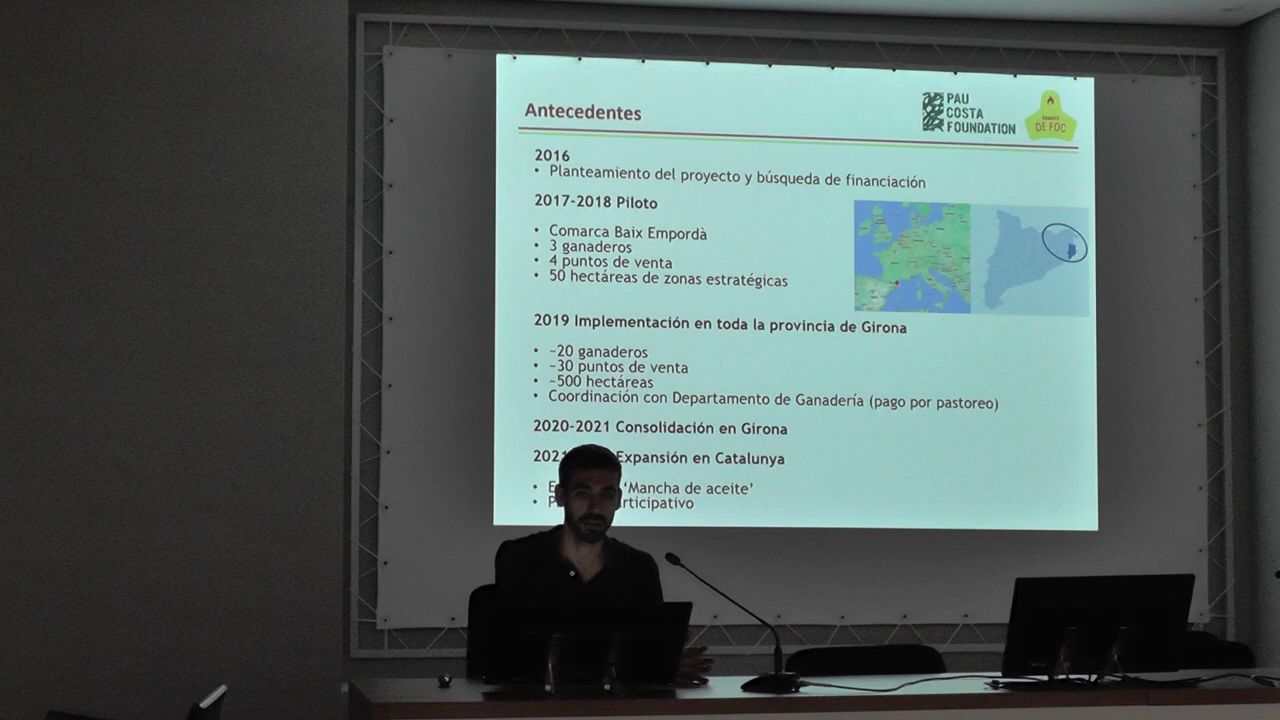 Antecedentes
PAU
COSTA
FOUNDATION
RAMATS
DE FOC
2016
• Planteamiento del proyecto y búsqueda de financiación
2017-2018 Piloto
• Comarca Baix Empordà
• 3 ganaderos
• 4 puntos de venta
• 50 hectáreas de zonas estratégicas
2019 Implementación en toda la provincia de Girona
• ~20 ganaderos
• ~30 puntos de venta
• ~500 hectáreas
• Coordinación con Departamento de Ganadería (pago por pastoreo)
2020-2021 Consolidación en Girona
2021 Expansión en Catalunya
• 'Mancha de aceite'
•